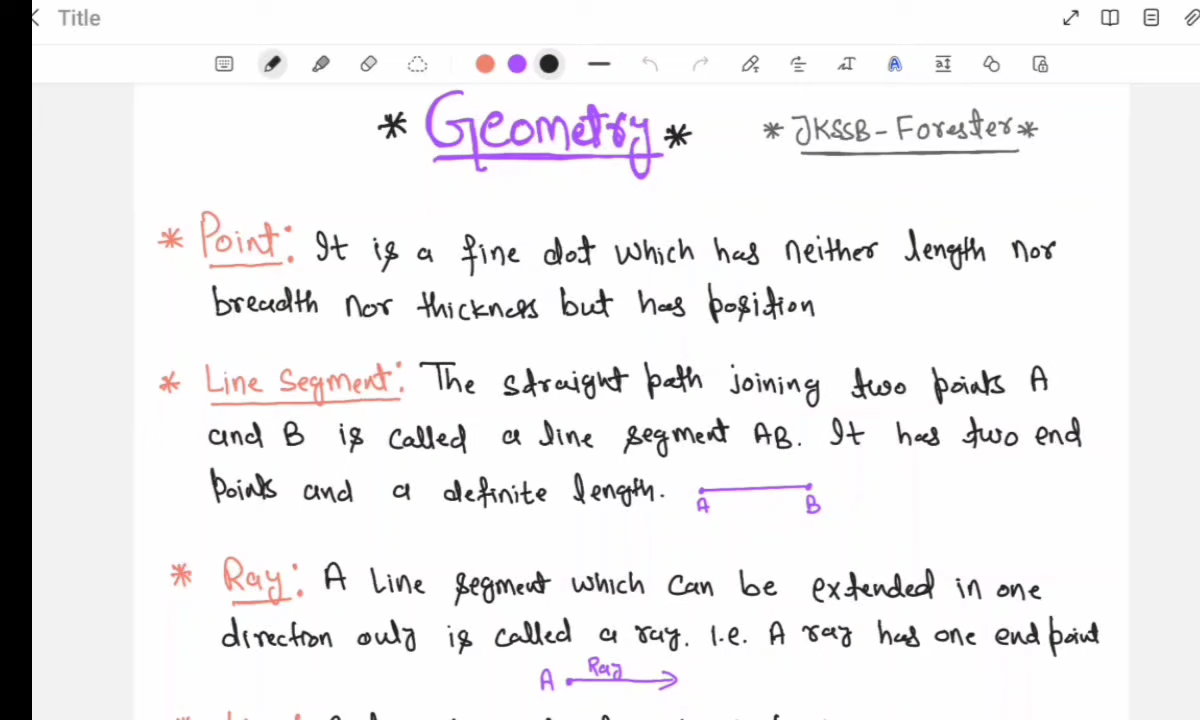 Title
* Geometry *
* JKSSB-Forester *
* Point: It is a fine dot which has neither length nor
breadth nor thickness but has position
* Line Segment: The straight path joining two points A
and B is called a line segment AB. It has two end
points and a definite length.
A B
* Ray: A Line segment which can be extended in one
direction only is called a ray. I.e. A ray has one end point
A Ray